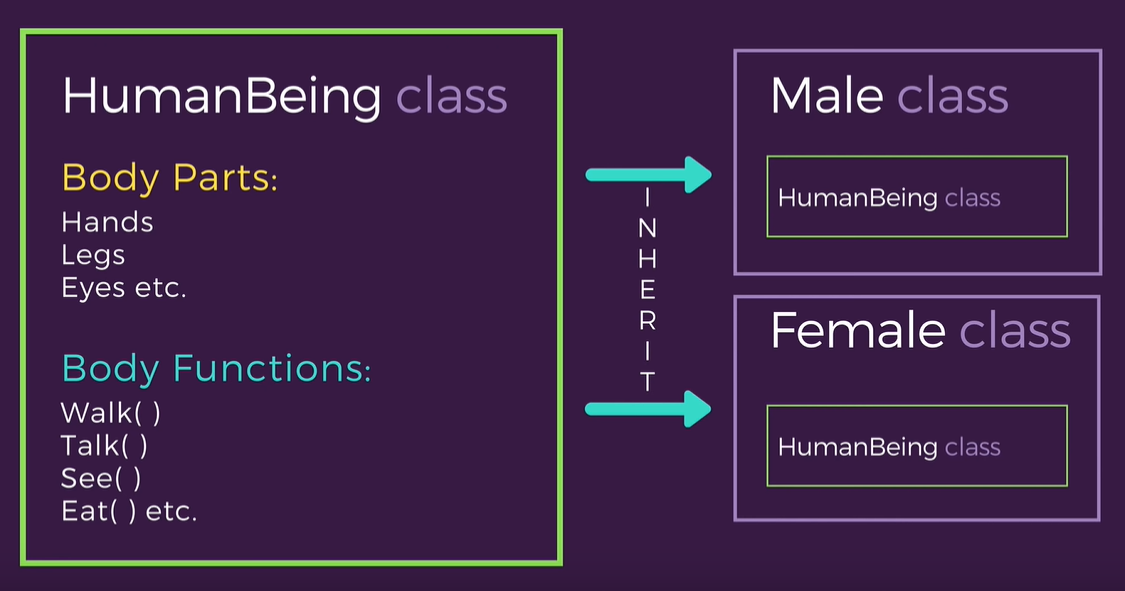 HumanBeing class
Body Parts:
Hands
Legs
Eyes etc.
Body Functions:
Walk( )
Talk( )
See( )
Eat( ) etc.
INHERIT
Male class
HumanBeing class
Female class
HumanBeing class